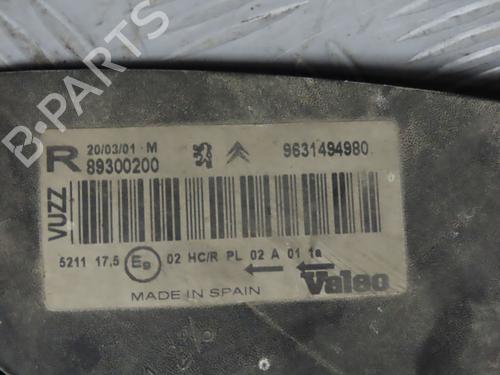 B-PARTS
20/03/01 · M
R
89300200
9631494980
VUZZ
5211 17,5 E9 02 HC/R PL 02 A 01 1a
MADE IN SPAIN
Valeo